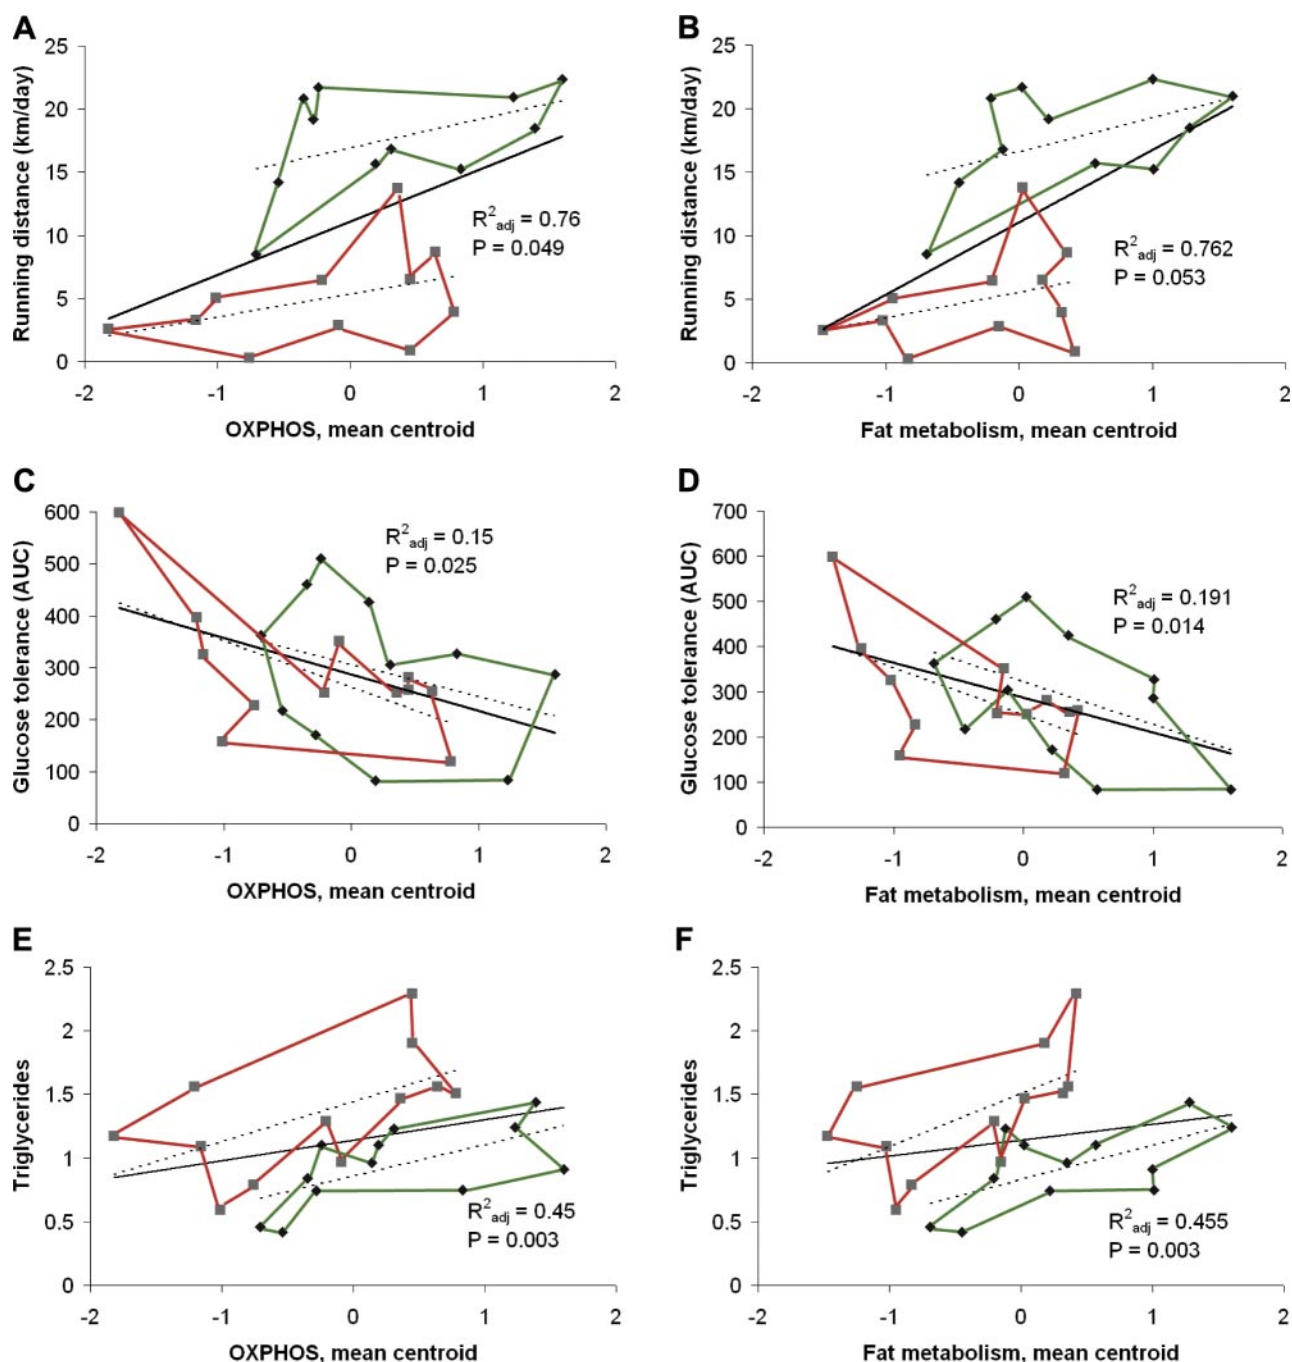 A
25
20
15
10
5
0
-2
-1
0
1
2
Running distance (km/day)
OXPHOS, mean centroid
R²adj = 0.76
P = 0.049
B
25
20
15
10
5
0
-2
-1
0
1
2
Running distance (km/day)
Fat metabolism, mean centroid
R²adj = 0.762
P = 0.053
C
600
500
400
300
200
100
0
-2
-1
0
1
2
Glucose tolerance (AUC)
OXPHOS, mean centroid
R²adj = 0.15
P = 0.025
D
700
600
500
400
300
200
100
0
-2
-1
0
1
2
Glucose tolerance (AUC)
Fat metabolism, mean centroid
R²adj = 0.191
P = 0.014
E
2.5
2
1.5
1
0.5
0
-2
-1
0
1
2
Triglycerides
OXPHOS, mean centroid
R²adj = 0.45
P = 0.003
F
2.5
2
1.5
1
0.5
0
-2
-1
0
1
2
Triglycerides
Fat metabolism, mean centroid
R²adj = 0.455
P = 0.003